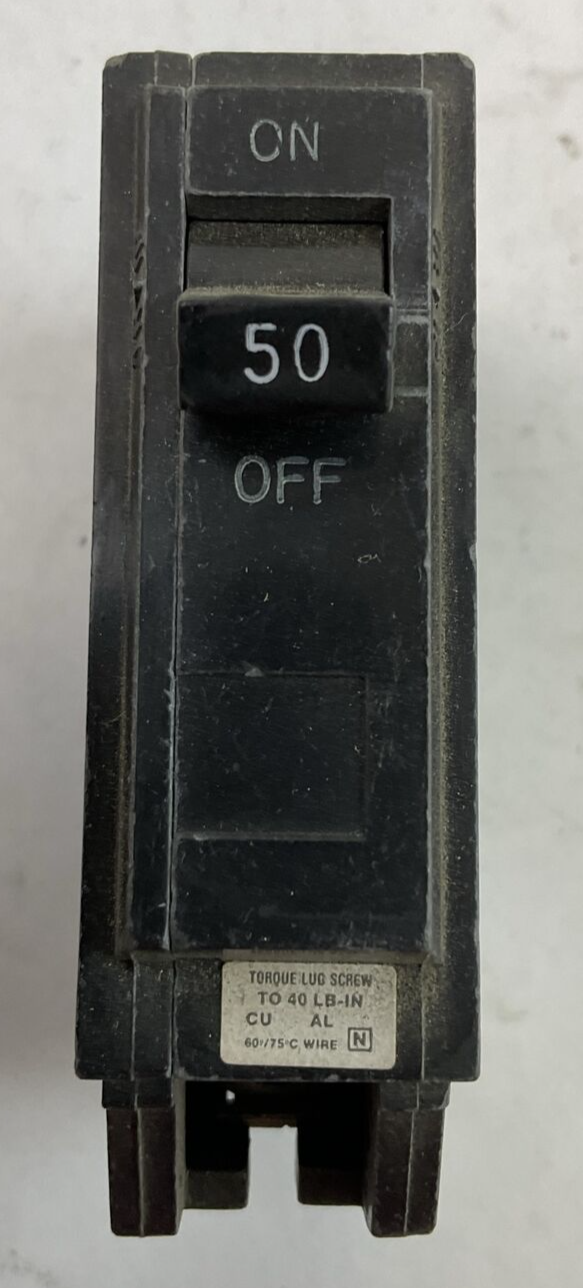 ON
50
OFF
TORQUE LUG SCREW
TO 40 LB-IN
CU AL
60°/75°C WIRE N